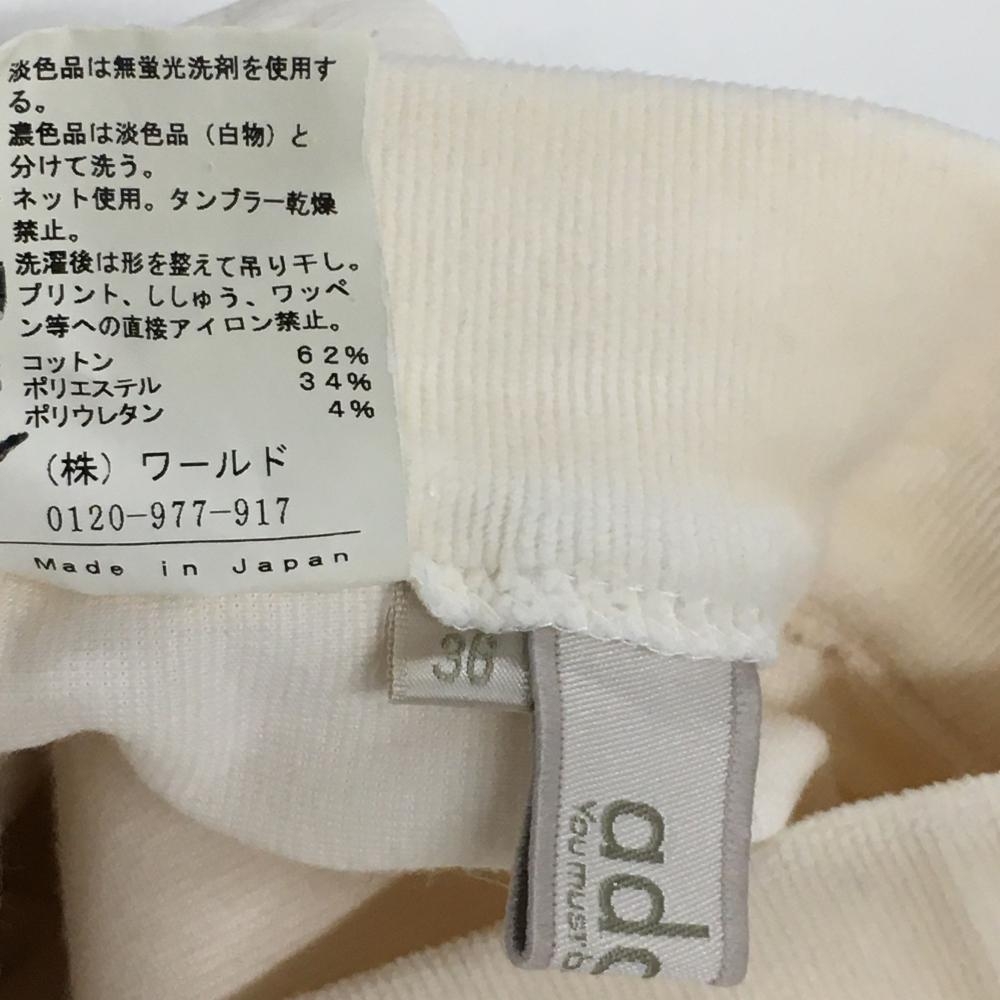 淡色品は無蛍光洗剤を使用す
る。
濃色品は淡色品（白物）と
分けて洗う。
ネット使用。タンブラー乾燥
禁止。
洗濯後は形を整えて吊り干し。
プリント、ししゅう、ワッペ
ン等への直接アイロン禁止。
コットン 62%
ポリエステル 34%
ポリウレタン 4%
（株）ワールド
0120-977-917
Made in Japan
36
ad
You must